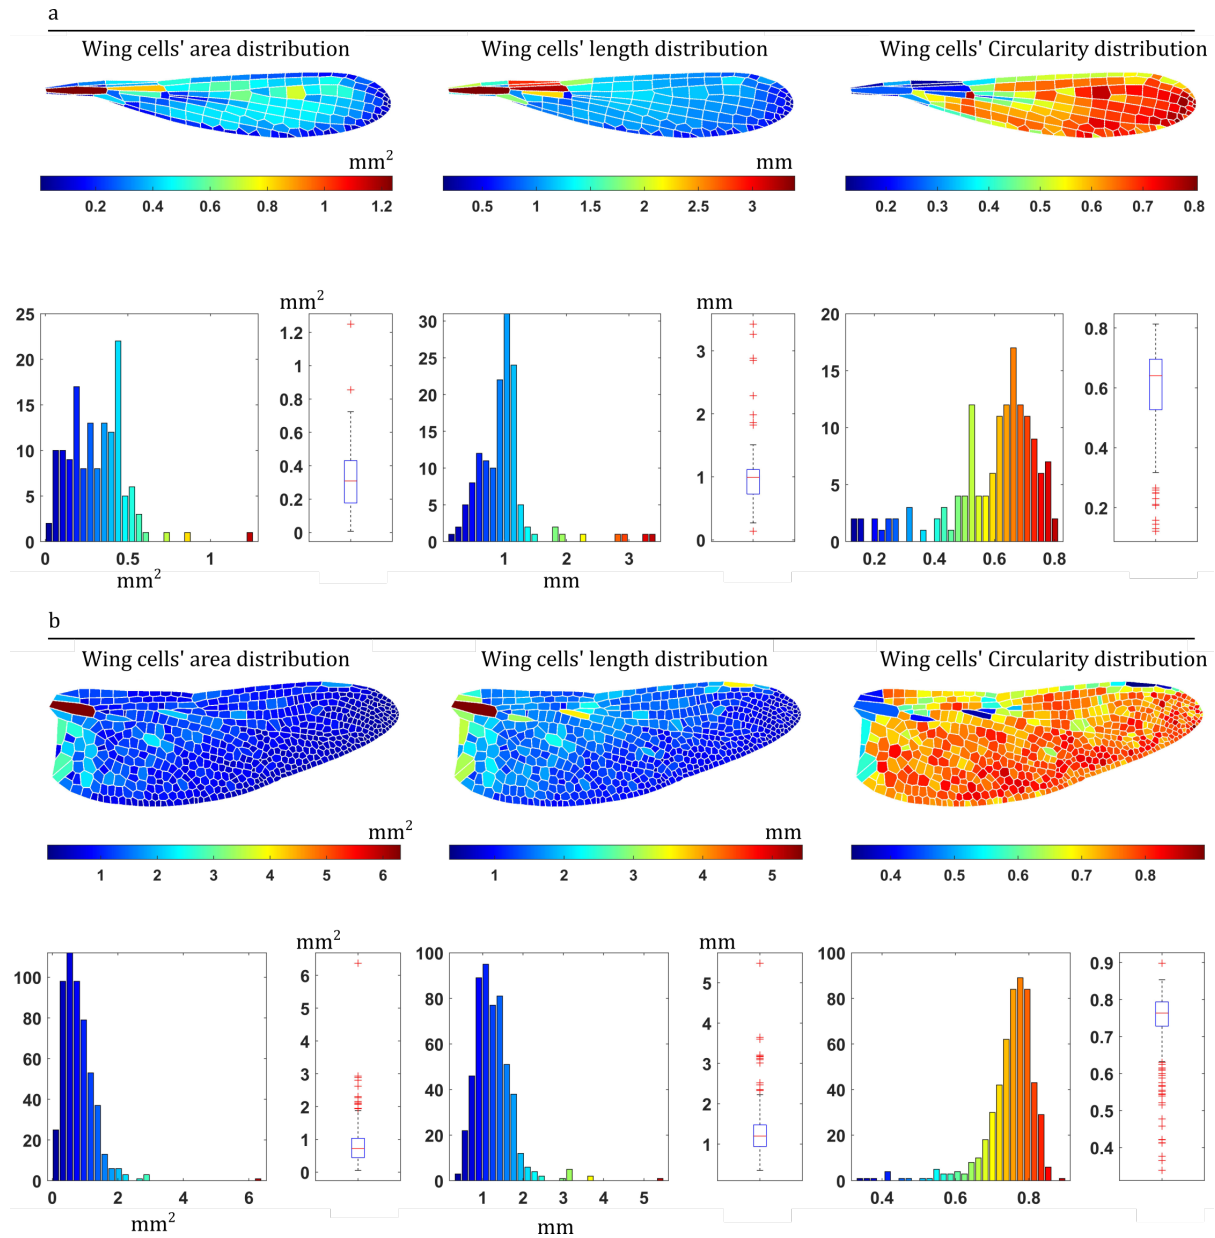 a
Wing cells' area distribution Wing cells' length distribution Wing cells' Circularity distribution
mm² mm
0.2 0.4 0.6 0.8 1 1.2 0.5 1 1.5 2 2.5 3 0.2 0.3 0.4 0.5 0.6 0.7 0.8
mm² mm
25 20 15 10 5 0
0 0.5 1
mm²
1.2 1 0.8 0.6 0.4 0.2 0
30 25 20 15 10 5 0
1 2 3
mm
3 2 1 0
20 15 10 5 0
0.2 0.4 0.6 0.8
0.8 0.6 0.4 0.2
b
Wing cells' area distribution Wing cells' length distribution Wing cells' Circularity distribution
mm² mm
1 2 3 4 5 6 1 2 3 4 5 0.4 0.5 0.6 0.7 0.8
mm² mm
100 80 60 40 20 0
0 2 4 6
mm²
6 5 4 3 2 1 0
100 80 60 40 20 0
1 2 3 4 5
mm
5 4 3 2 1
100 80 60 40 20 0
0.4 0.6 0.8
0.9 0.8 0.7 0.6 0.5 0.4